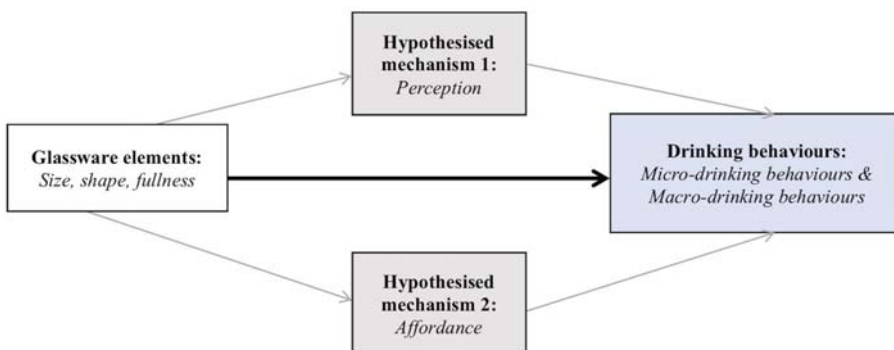 Hypothesised
mechanism 1:
Perception
Glassware elements:
Size, shape, fullness
Drinking behaviours:
Micro-drinking behaviours &
Macro-drinking behaviours
Hypothesised
mechanism 2:
Affordance